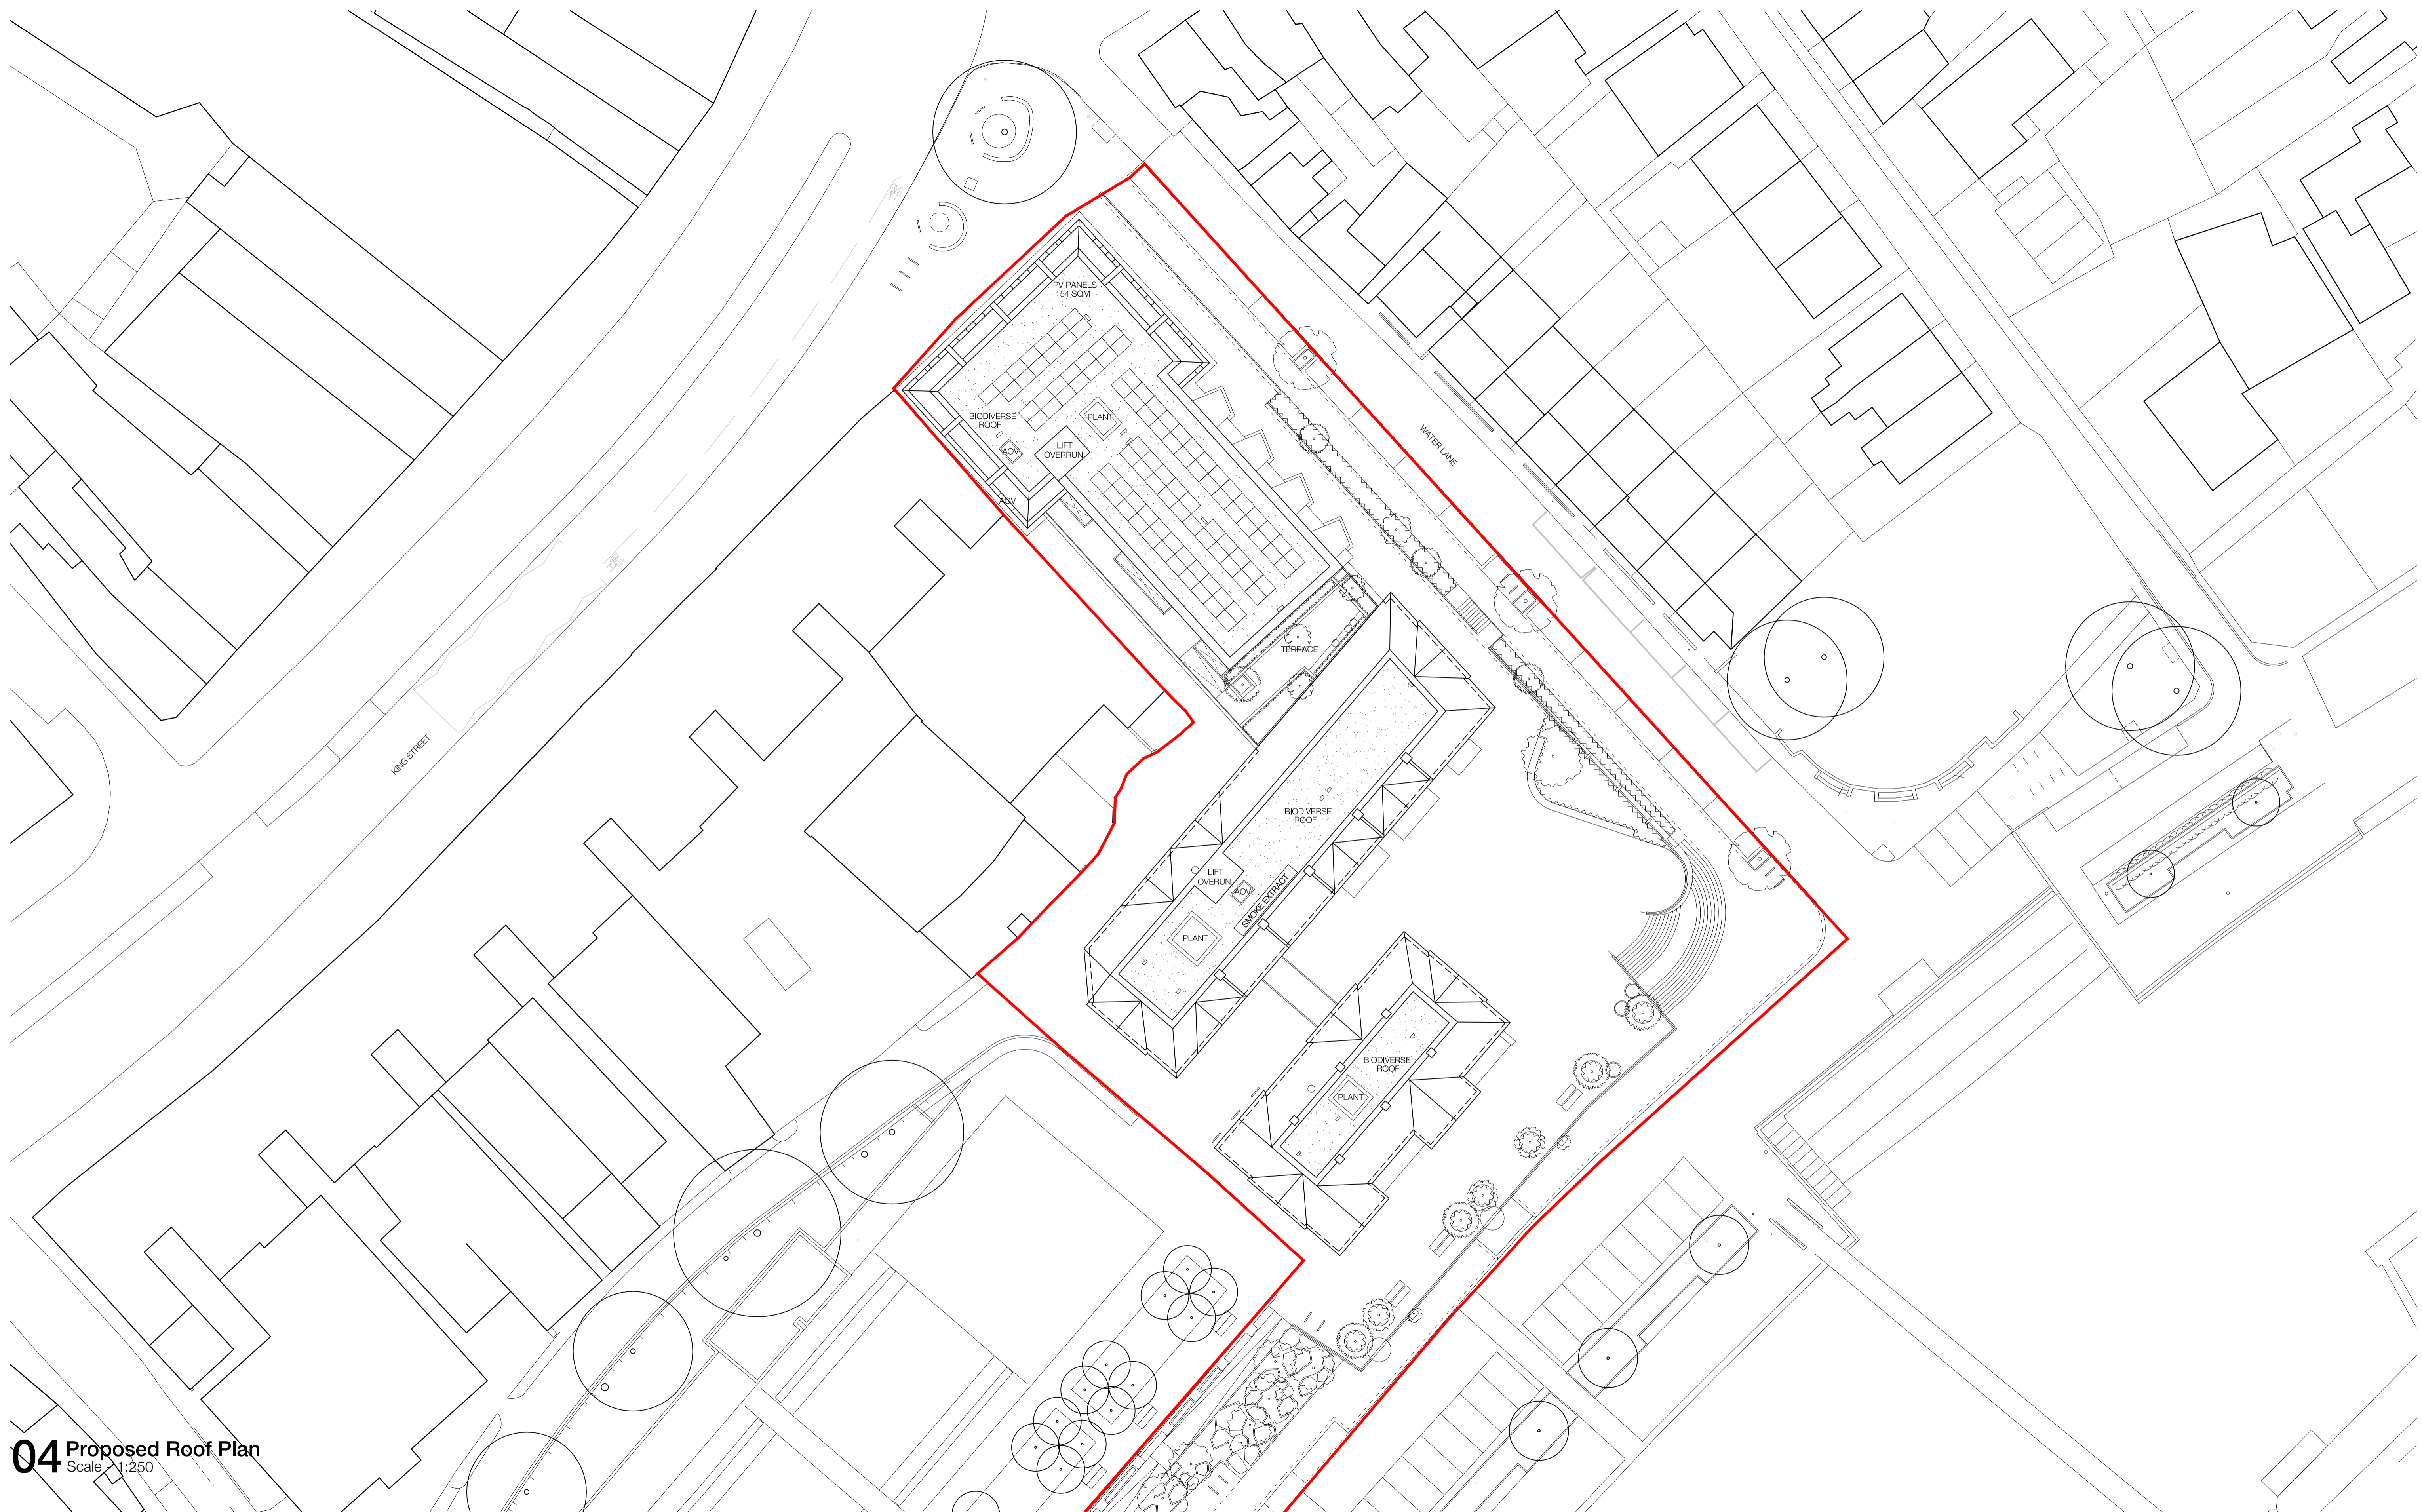 PV PANELS
154 SQM
BIODIVERSE
ROOF
PLANT
LIFT
OVERRUN
AOV
AOV
WATER LANE
TERRACE
KING STREET
BIODIVERSE
ROOF
LIFT
OVERUN
AOV
SMOKE EXTRACT
PLANT
BIODIVERSE
ROOF
PLANT
04 Proposed Roof Plan
Scale - 1:250